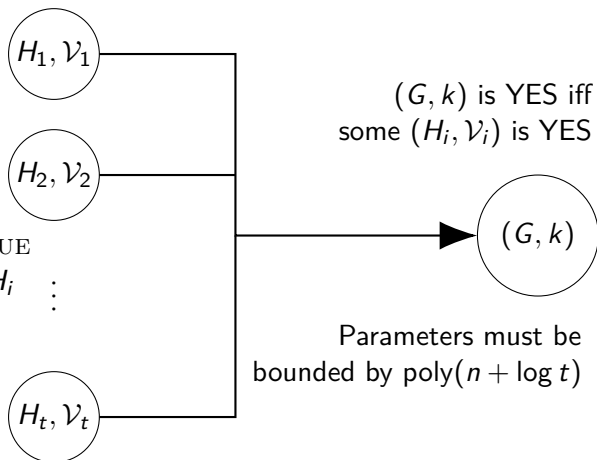 H₁, 𝒱₁
(G, k) is YES iff
some (Hᵢ, 𝒱ᵢ) is YES
H₂, 𝒱₂
(G, k)
Hᵢ
⋮
Parameters must be
bounded by poly(n + log t)
Hₜ, 𝒱ₜ